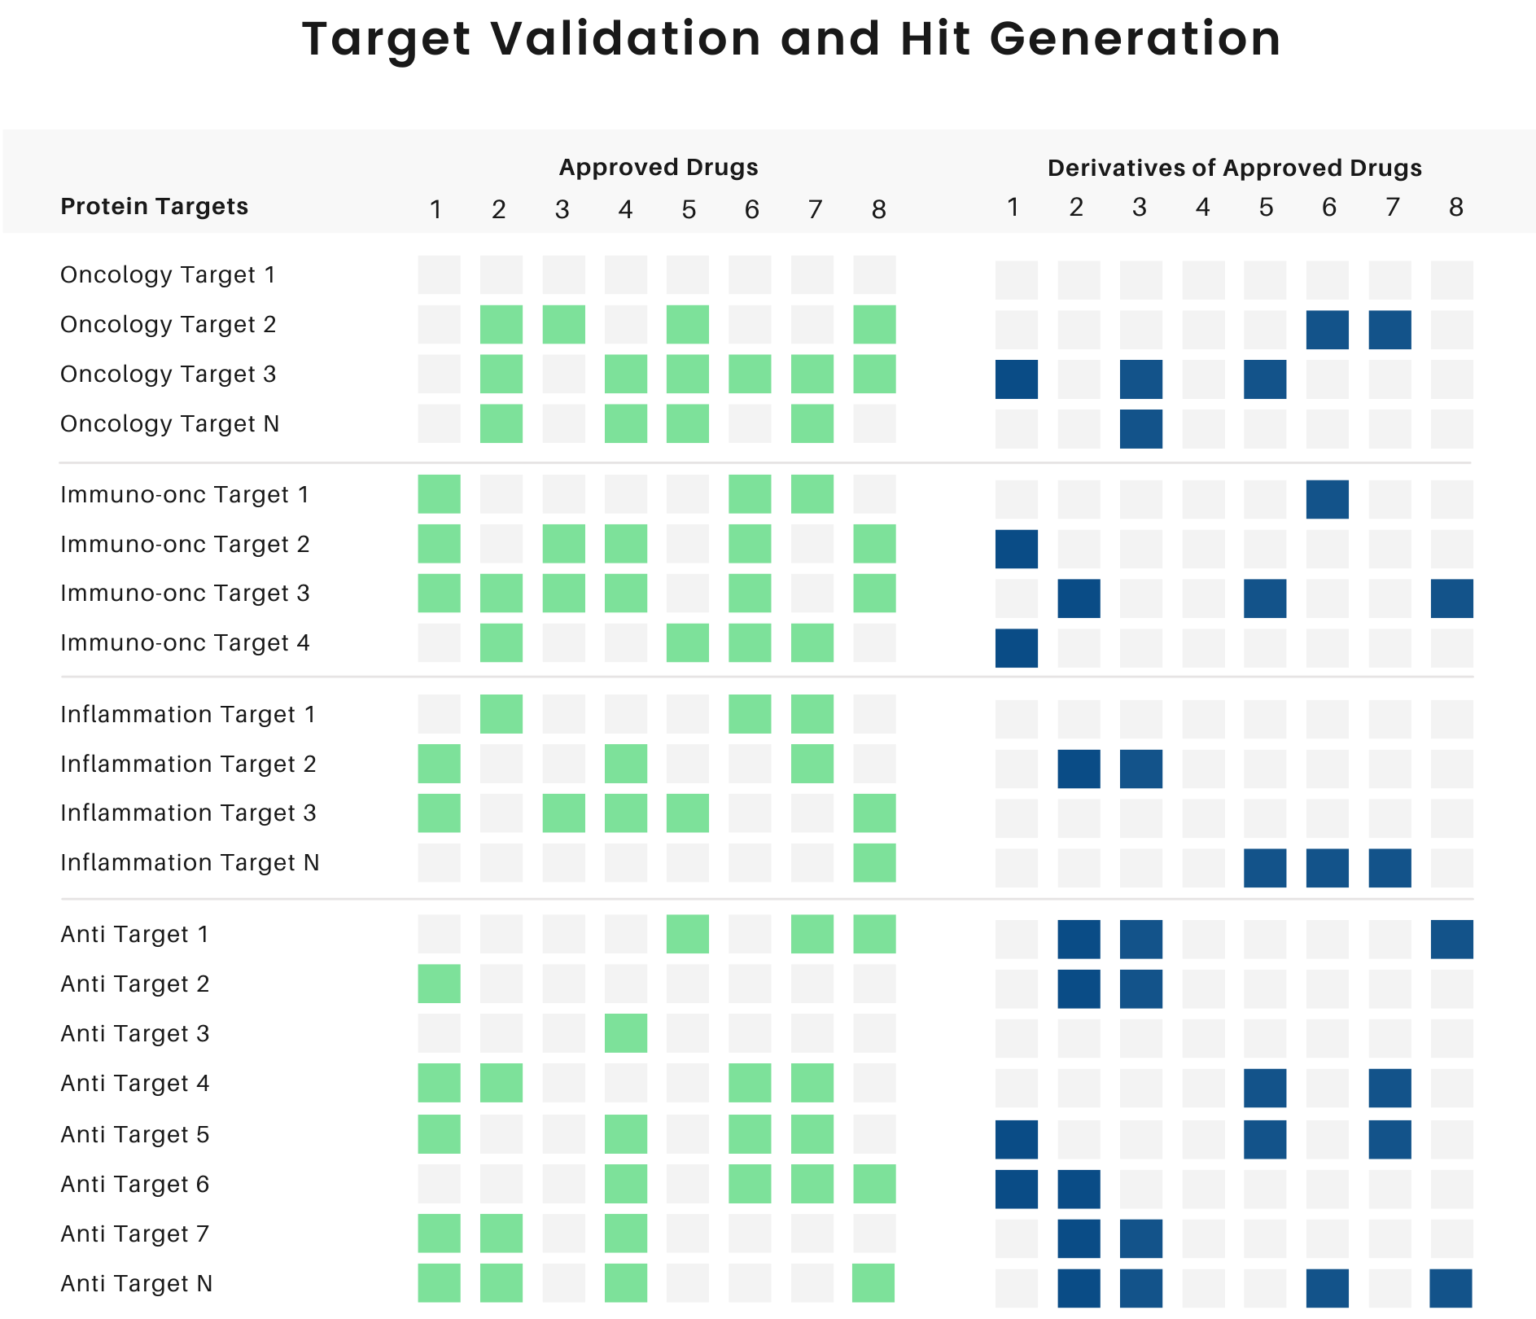 Target Validation and Hit Generation
Approved Drugs
Derivatives of Approved Drugs
Protein Targets
1 2 3 4 5 6 7 8
1 2 3 4 5 6 7 8
Oncology Target 1
Oncology Target 2
Oncology Target 3
Oncology Target N
Immuno-onc Target 1
Immuno-onc Target 2
Immuno-onc Target 3
Immuno-onc Target 4
Inflammation Target 1
Inflammation Target 2
Inflammation Target 3
Inflammation Target N
Anti Target 1
Anti Target 2
Anti Target 3
Anti Target 4
Anti Target 5
Anti Target 6
Anti Target 7
Anti Target N